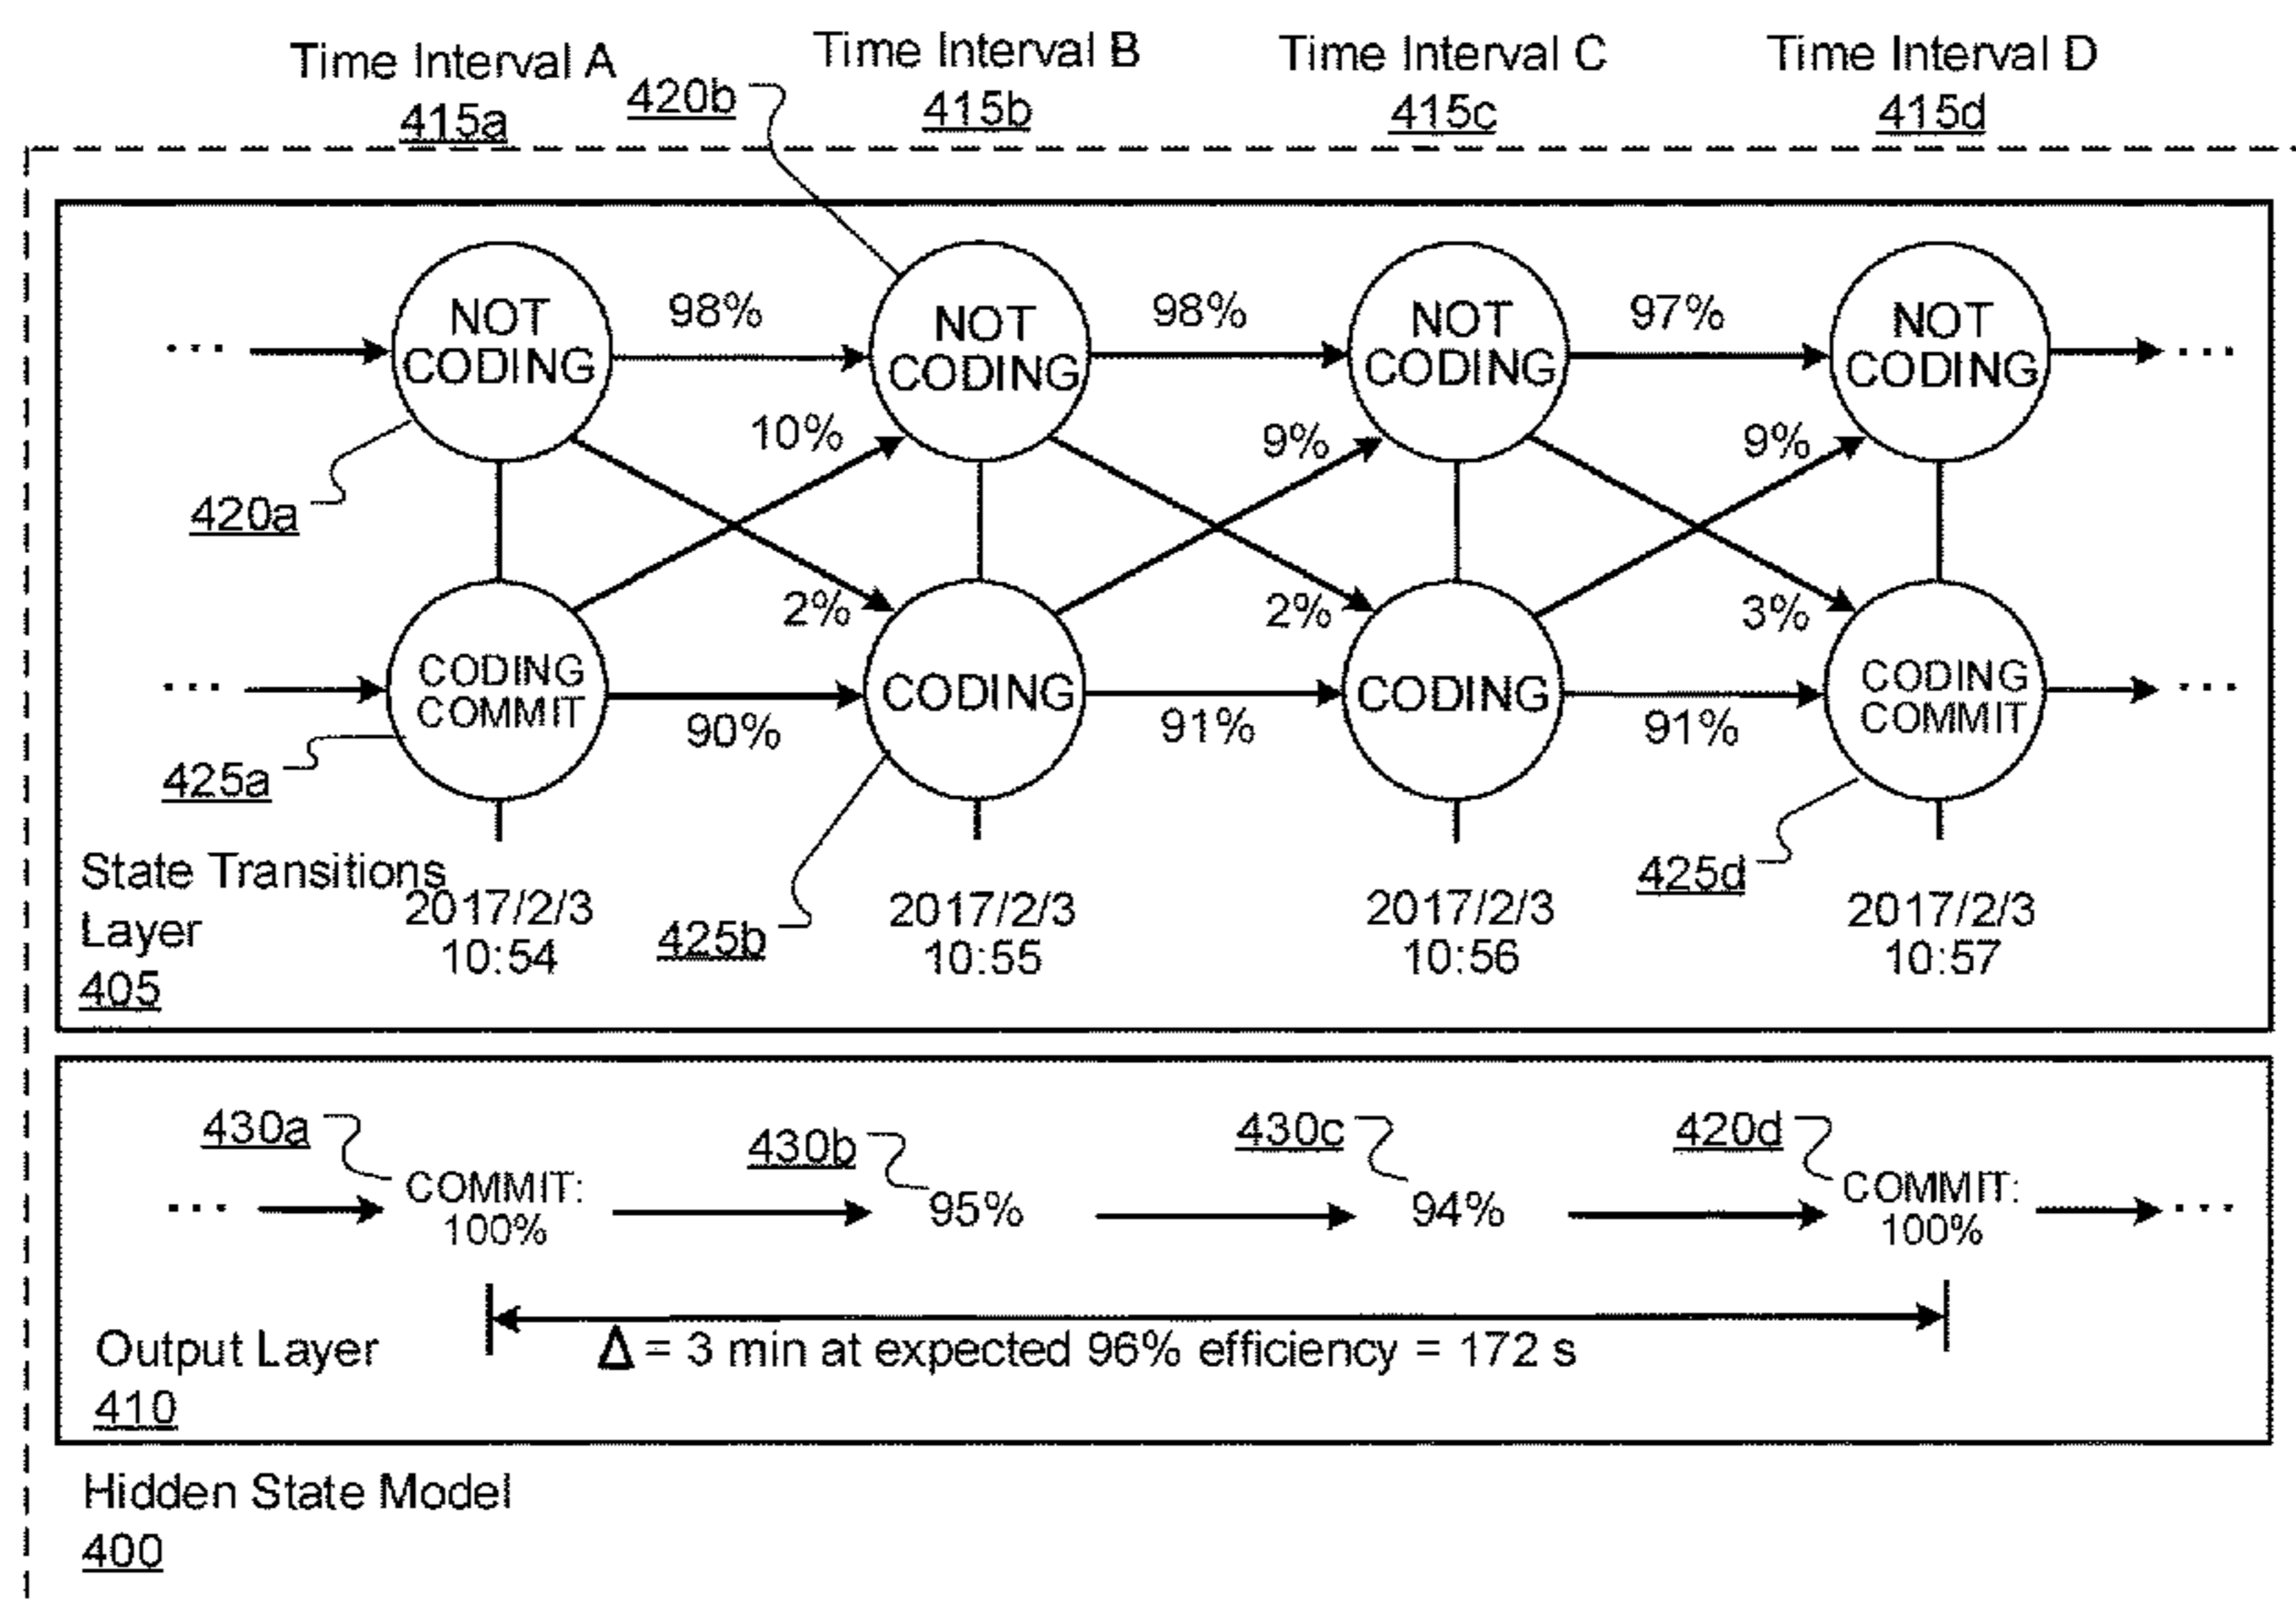 Time Interval A
415a
420b
Time Interval B
415b
Time Interval C
415c
Time Interval D
415d
...
NOT
CODING
98%
NOT
CODING
98%
NOT
CODING
97%
NOT
CODING
...
10%
9%
9%
420a
2%
2%
3%
...
CODING
COMMIT
90%
CODING
91%
CODING
91%
CODING
COMMIT
...
425a
425b
425d
State Transitions
Layer
405
2017/2/3
10:54
2017/2/3
10:55
2017/2/3
10:56
2017/2/3
10:57
430a
430b
430c
420d
...
COMMIT:
100%
95%
94%
COMMIT:
100%
...
Δ = 3 min at expected 96% efficiency = 172 s
Output Layer
410
Hidden State Model
400